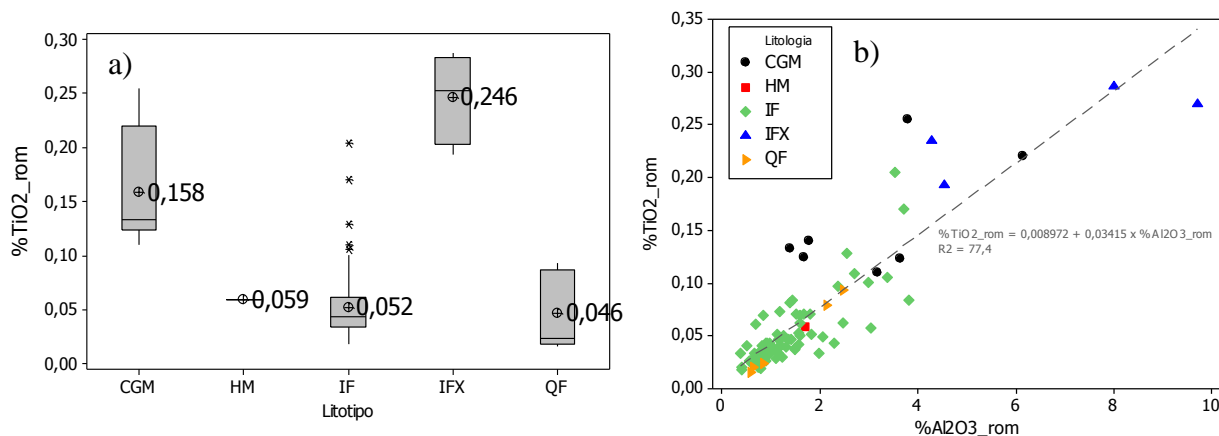 a)
%TiO2_rom
0,30
0,25
0,20
0,15
0,10
0,05
0,00
0,158
0,059
0,052
0,246
0,046
CGM HM IF IFX QF
Litotipo
b)
%TiO2_rom
0,35
0,30
0,25
0,20
0,15
0,10
0,05
0,00
Litologia
CGM
HM
IF
IFX
QF
%TiO2_rom = 0,008972 + 0,03415 x %Al2O3_rom
R2 = 77,4
0 2 4 6 8 10
%Al2O3_rom